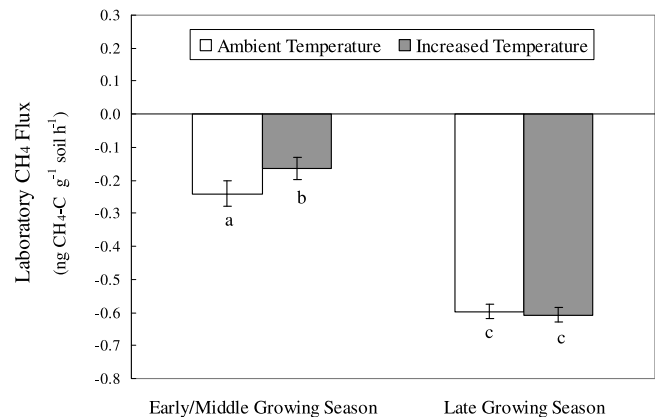 0.3
0.2
0.1
0.0
-0.1
-0.2
-0.3
-0.4
-0.5
-0.6
-0.7
-0.8
Laboratory CH₄ Flux
(ng CH₄-C g⁻¹ soil h⁻¹)
Ambient Temperature Increased Temperature
a b
c c
Early/Middle Growing Season Late Growing Season